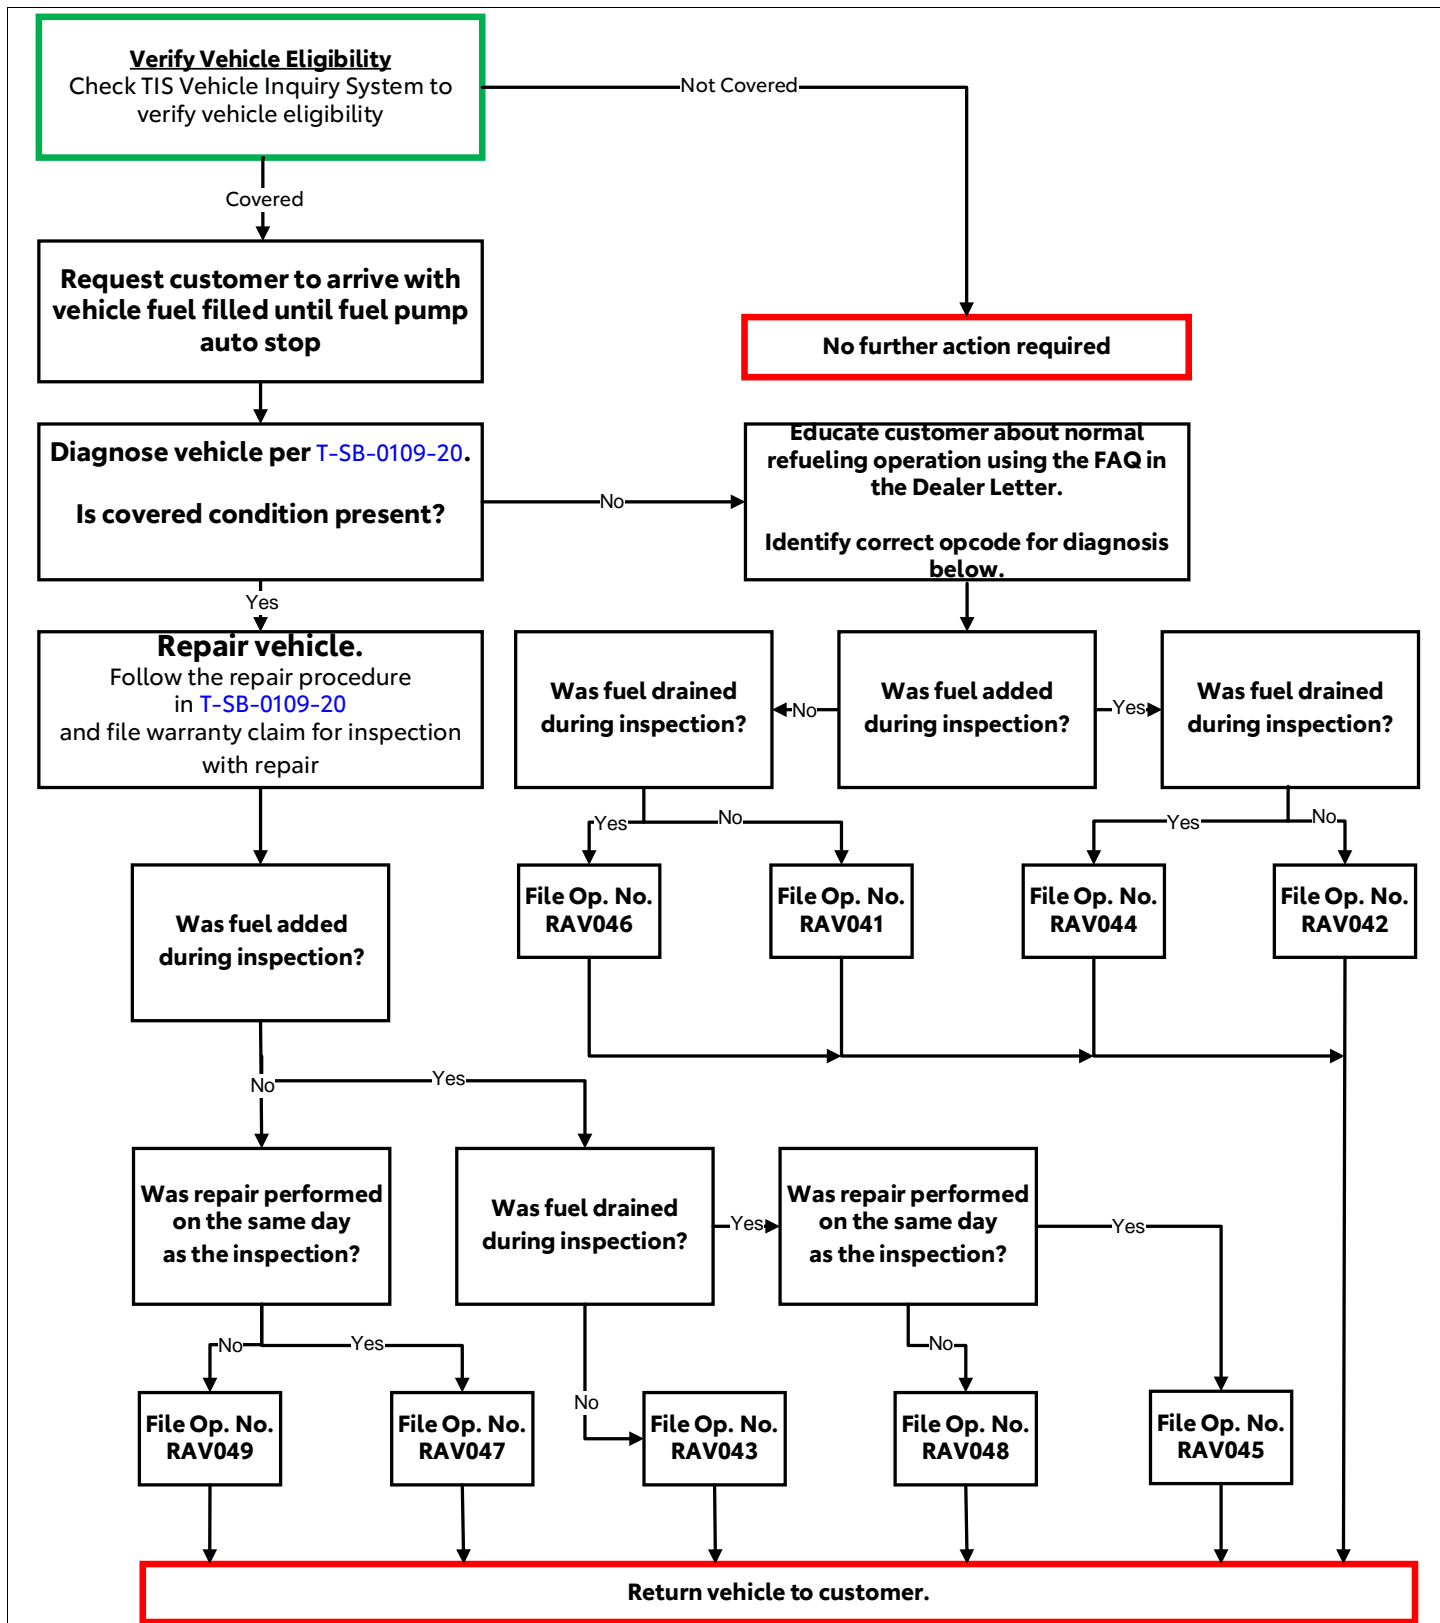 Verify Vehicle Eligibility
Check TIS Vehicle Inquiry System to
verify vehicle eligibility
Not Covered
Covered
Request customer to arrive with
vehicle fuel filled until fuel pump
auto stop
No further action required
Diagnose vehicle per T-SB-0109-20.
Is covered condition present?
No
Educate customer about normal
refueling operation using the FAQ in
the Dealer Letter.
Identify correct opcode for diagnosis
below.
Yes
Repair vehicle.
Follow the repair procedure
in T-SB-0109-20
and file warranty claim for inspection
with repair
Was fuel drained
during inspection?
No
Was fuel added
during inspection?
Yes
Was fuel drained
during inspection?
Yes
No
Yes
No
File Op. No.
RAV046
File Op. No.
RAV041
File Op. No.
RAV044
File Op. No.
RAV042
Was fuel added
during inspection?
No
Yes
Was repair performed
on the same day
as the inspection?
Was fuel drained
during inspection?
Yes
Was repair performed
on the same day
as the inspection?
Yes
No
Yes
No
No
File Op. No.
RAV049
File Op. No.
RAV047
File Op. No.
RAV043
File Op. No.
RAV048
File Op. No.
RAV045
Return vehicle to customer.